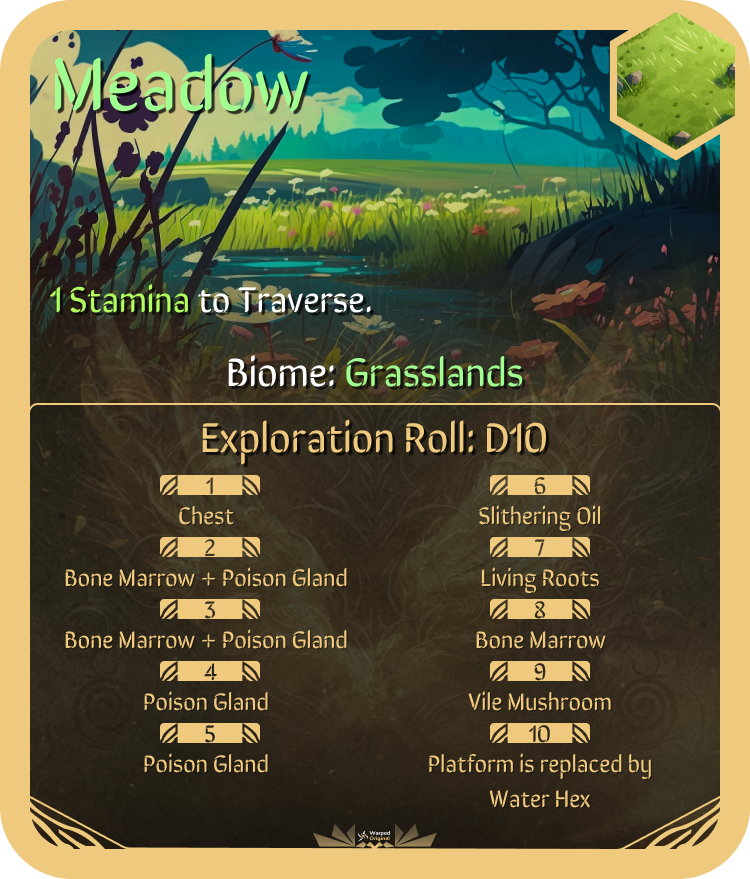 Meadow
1 Stamina to Traverse.
Biome: Grasslands
Exploration Roll: D10
1
Chest
2
Bone Marrow + Poison Gland
3
Bone Marrow + Poison Gland
4
Poison Gland
5
Poison Gland
6
Slithering Oil
7
Living Roots
8
Bone Marrow
9
Vile Mushroom
10
Platform is replaced by
Water Hex
Warped
Original